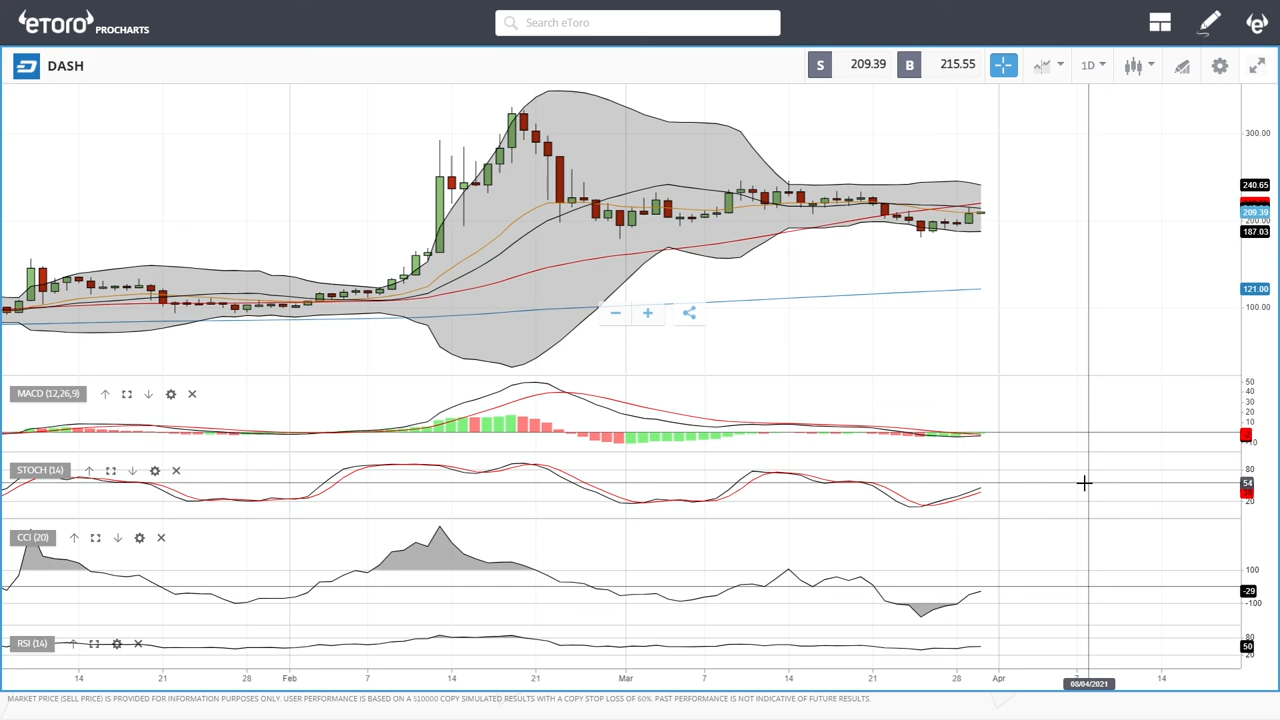 eToro PROCHARTS
Search eToro
DASH
S 209.39 B 215.55
1D
300.00
240.65
209.39
200.00
187.03
121.00
100.00
MACD (12,26,9)
50
40
30
20
10
-10
STOCH (14)
80
54
20
CCI (20)
100
-29
-100
RSI (14)
80
50
20
14 21 28 Feb 7 14 21 Mar 7 14 21 28 Apr 7 14
08/04/2021
MARKET PRICE (SELL PRICE) IS PROVIDED FOR INFORMATION PURPOSES ONLY. USER PERFORMANCE IS BASED ON A $10000 COPY SIMULATED RESULTS WITH A COPY STOP LOSS OF 60%. PAST PERFORMANCE IS NOT INDICATIVE OF FUTURE RESULTS.